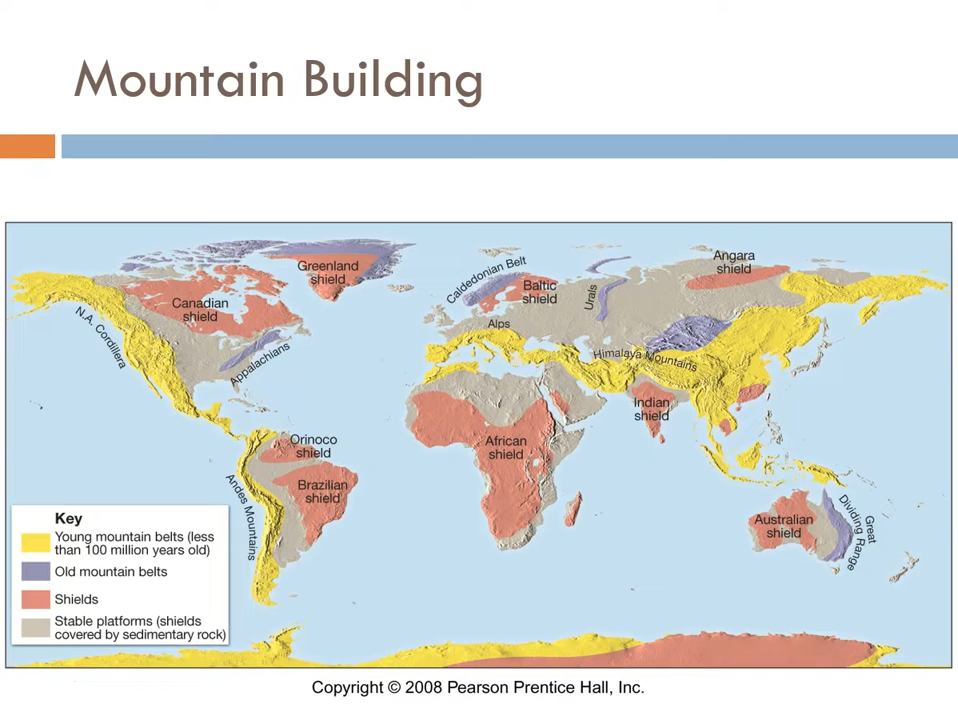 Mountain Building
Greenland
shield
Angara
shield
Caldedonian Belt
Baltic
shield
Urals
Canadian
shield
N.A. Cordillera
Appalachians
Alps
Himalaya Mountains
Indian
shield
Orinoco
shield
African
shield
Brazilian
shield
Andes Mountains
Australian
shield
Great
Dividing Range
Key
Young mountain belts (less
than 100 million years old)
Old mountain belts
Shields
Stable platforms (shields
covered by sedimentary rock)
Copyright © 2008 Pearson Prentice Hall, Inc.